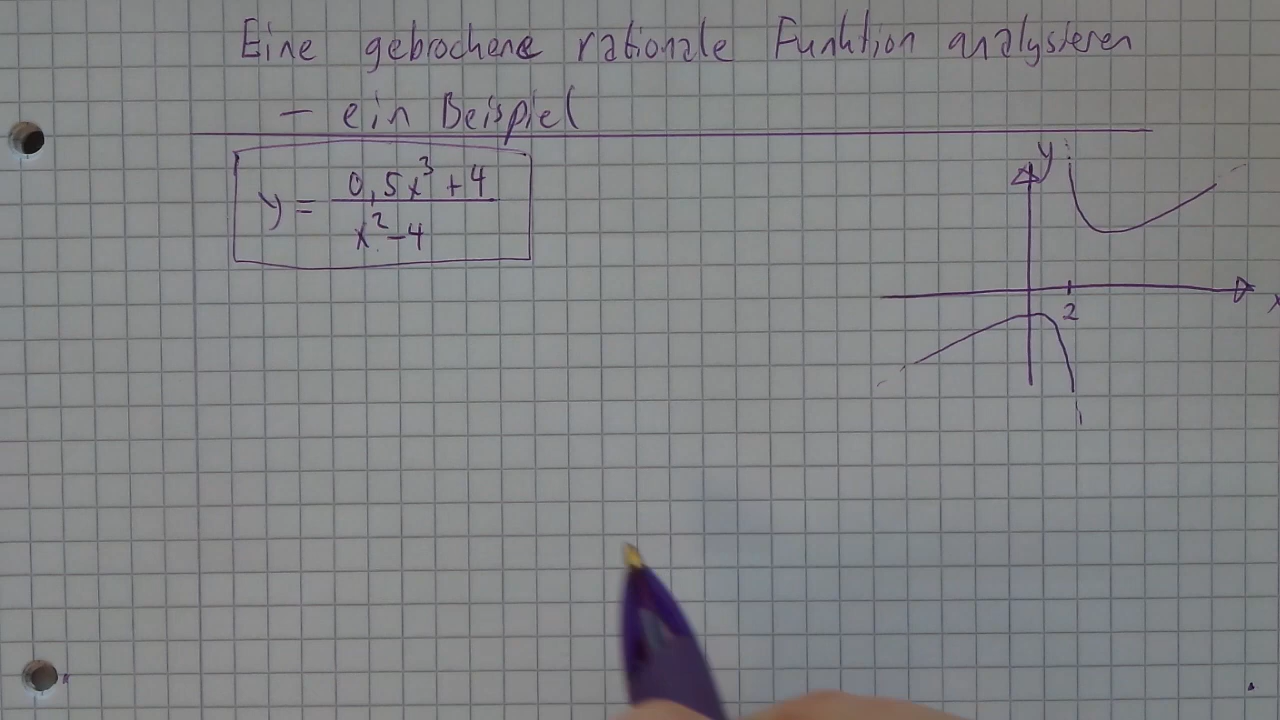 Eine gebrochene rationale Funktion analysieren
– ein Beispiel
y = (0,5x³ + 4) / (x² - 4)
y
2
x